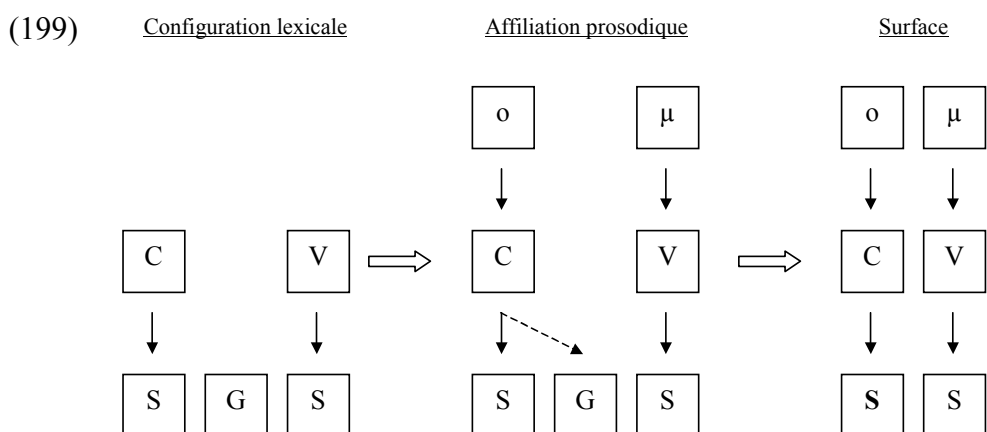 (199) Configuration lexicale Affiliation prosodique Surface
o µ o µ
C V C V C V
S G S S G S S S